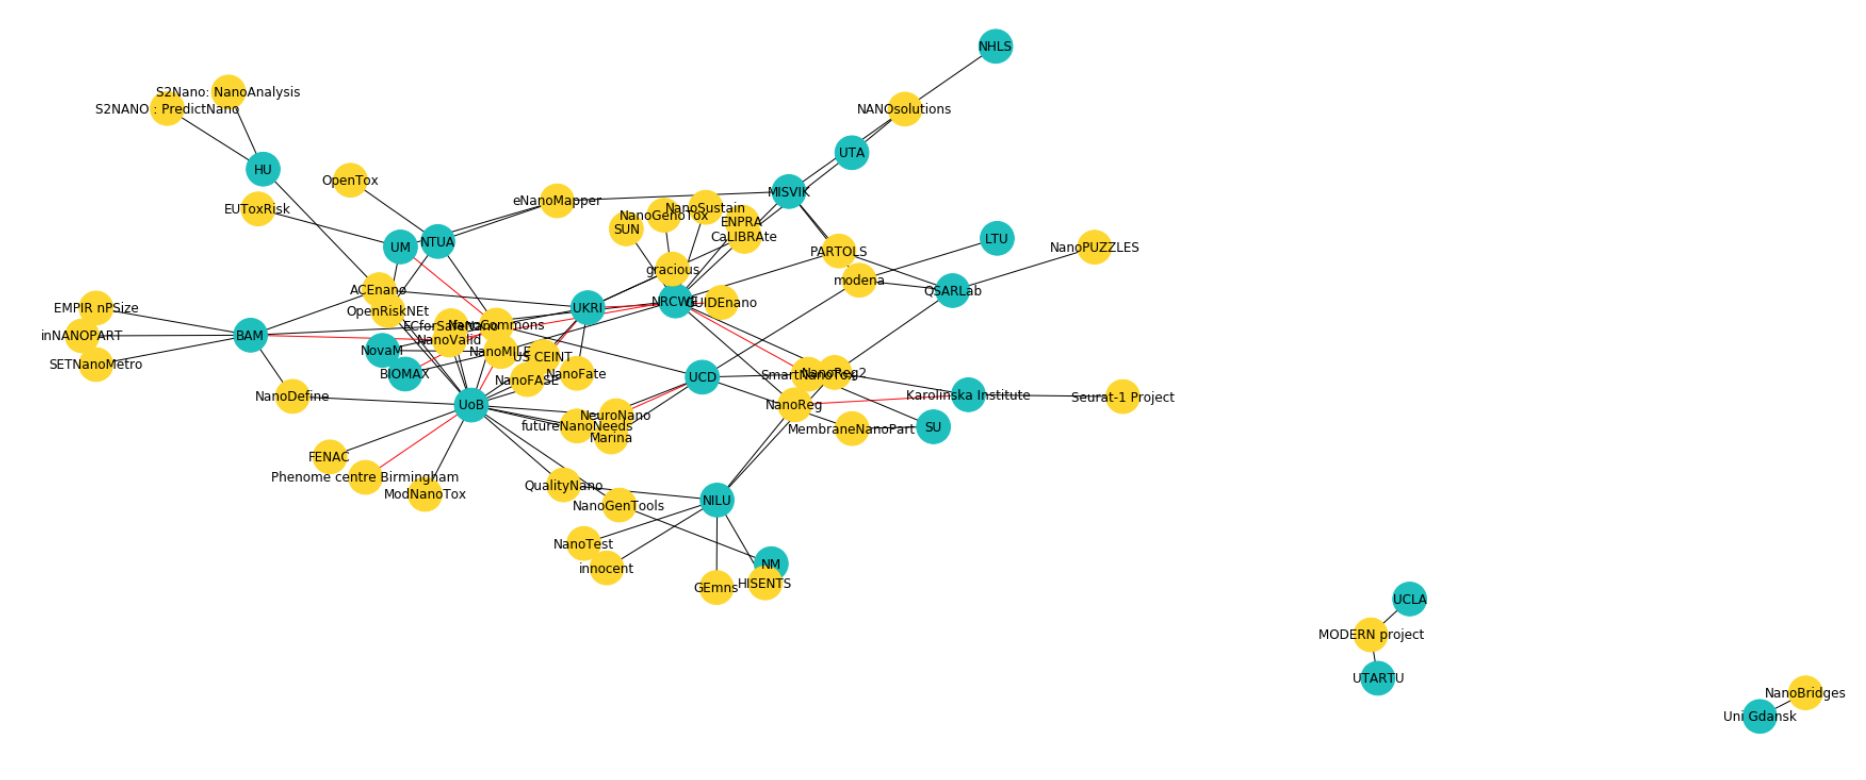 NHLS
S2Nano: NanoAnalysis
S2NANO : PredictNano
NANOsolutions
UTA
HU
OpenTox
MISVIK
eNanoMapper
EUToxRisk
NanoSustain
NanoGenoTox
ENPRA
SUN
CaLIBRAte
LTU
NTUA
UM
NanoPUZZLES
PARTOLS
gracious
modena
ACEnano
QSARLab
NRCWE
GUIDEnano
EMPIR nPSize
UKRI
OpenRiskNEt
NanoCommons
inNANOPART
BAM
NanoValid
NovaM
NanoMILE
US CEINT
SETNanoMetro
BIOMAX
NanoFate
NanoFASE
UCD
SmartNanoTox
NanoReg2
NanoDefine
Karolinska Institute
Seurat-1 Project
UoB
NanoReg
NeuroNano
futureNanoNeeds
MembraneNanoPart
SU
Marina
FENAC
Phenome centre Birmingham
QualityNano
ModNanoTox
NILU
NanoGenTools
NanoTest
innocent
NM
HISENTS
GEmns
UCLA
MODERN project
UTARTU
NanoBridges
Uni Gdansk